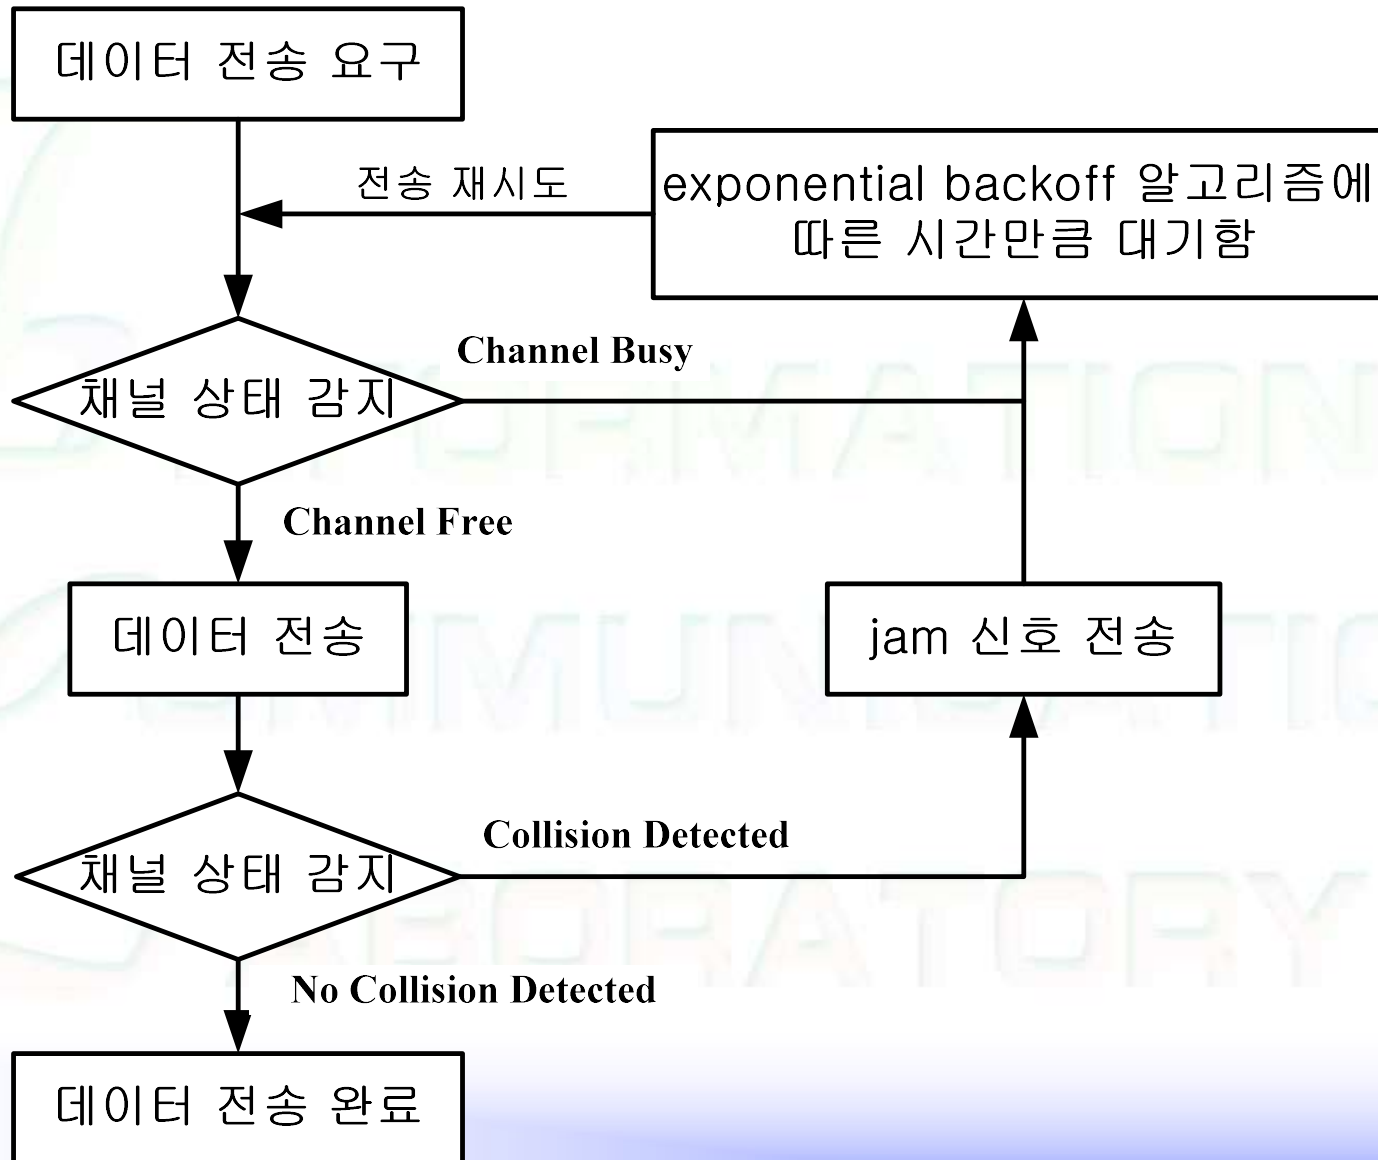 데이터 전송 요구
전송 재시도
exponential backoff 알고리즘에
따른 시간만큼 대기함
채널 상태 감지
Channel Busy
Channel Free
데이터 전송
jam 신호 전송
채널 상태 감지
Collision Detected
No Collision Detected
데이터 전송 완료